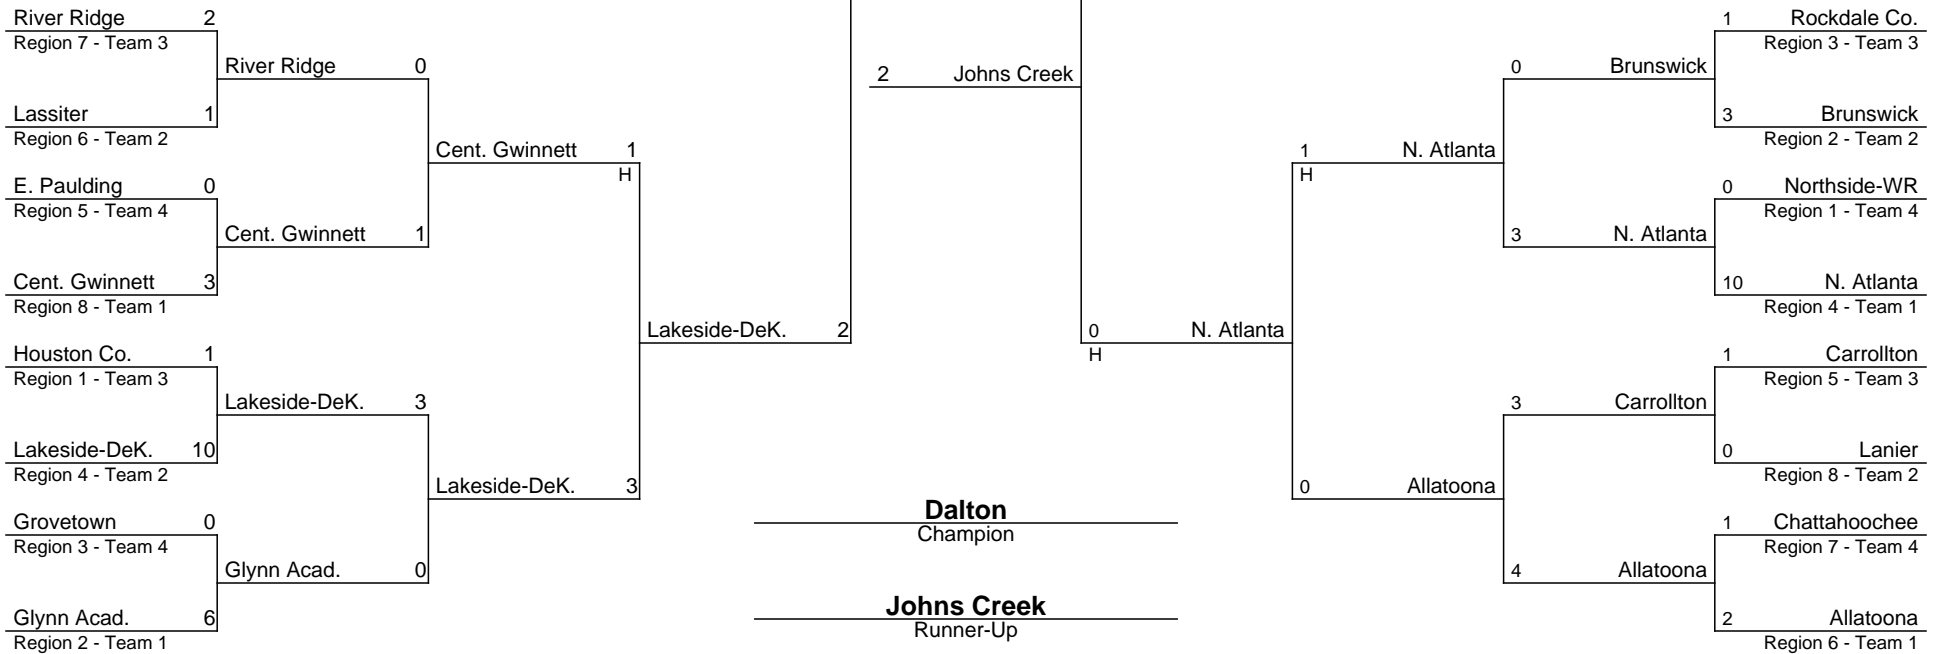 River Ridge 2
Region 7 - Team 3
Lassiter 1
Region 6 - Team 2
E. Paulding 0
Region 5 - Team 4
Cent. Gwinnett 3
Region 8 - Team 1
Houston Co. 1
Region 1 - Team 3
Lakeside-DeK. 10
Region 4 - Team 2
Grovetown 0
Region 3 - Team 4
Glynn Acad. 6
Region 2 - Team 1
River Ridge 0
Cent. Gwinnett 1
Lakeside-DeK. 3
Glynn Acad. 0
Cent. Gwinnett 1
H
Lakeside-DeK. 3
Lakeside-DeK. 2
2 Johns Creek
Dalton
Champion
Johns Creek
Runner-Up
0 N. Atlanta
H
1 N. Atlanta
H
0 Allatoona
0 Brunswick
3 N. Atlanta
3 Carrollton
4 Allatoona
1 Rockdale Co.
Region 3 - Team 3
3 Brunswick
Region 2 - Team 2
0 Northside-WR
Region 1 - Team 4
10 N. Atlanta
Region 4 - Team 1
1 Carrollton
Region 5 - Team 3
0 Lanier
Region 8 - Team 2
1 Chattahoochee
Region 7 - Team 4
2 Allatoona
Region 6 - Team 1